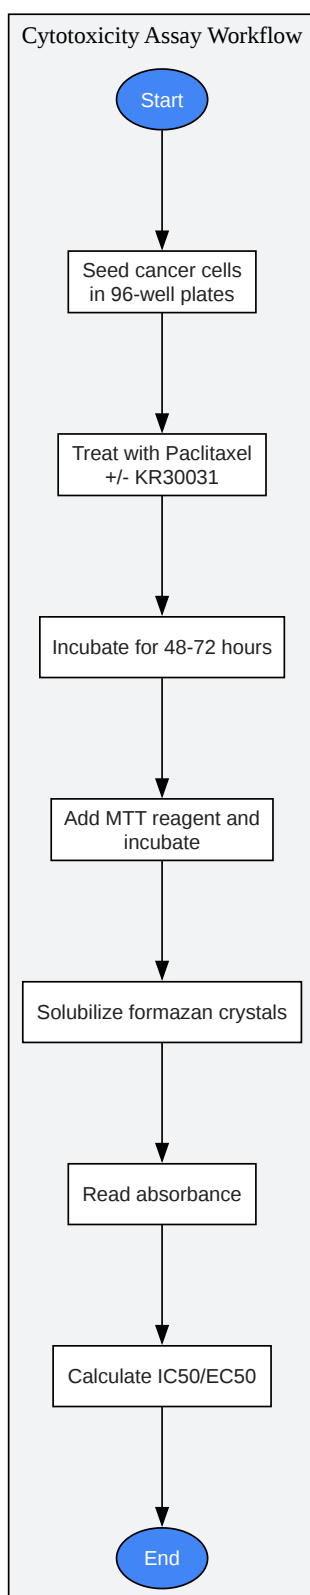 Cytotoxicity Assay Workflow
Start
Seed cancer cells
in 96-well plates
Treat with Paclitaxel
+/- KR30031
Incubate for 48-72 hours
Add MTT reagent and
incubate
Solubilize formazan crystals
Read absorbance
Calculate IC50/EC50
End